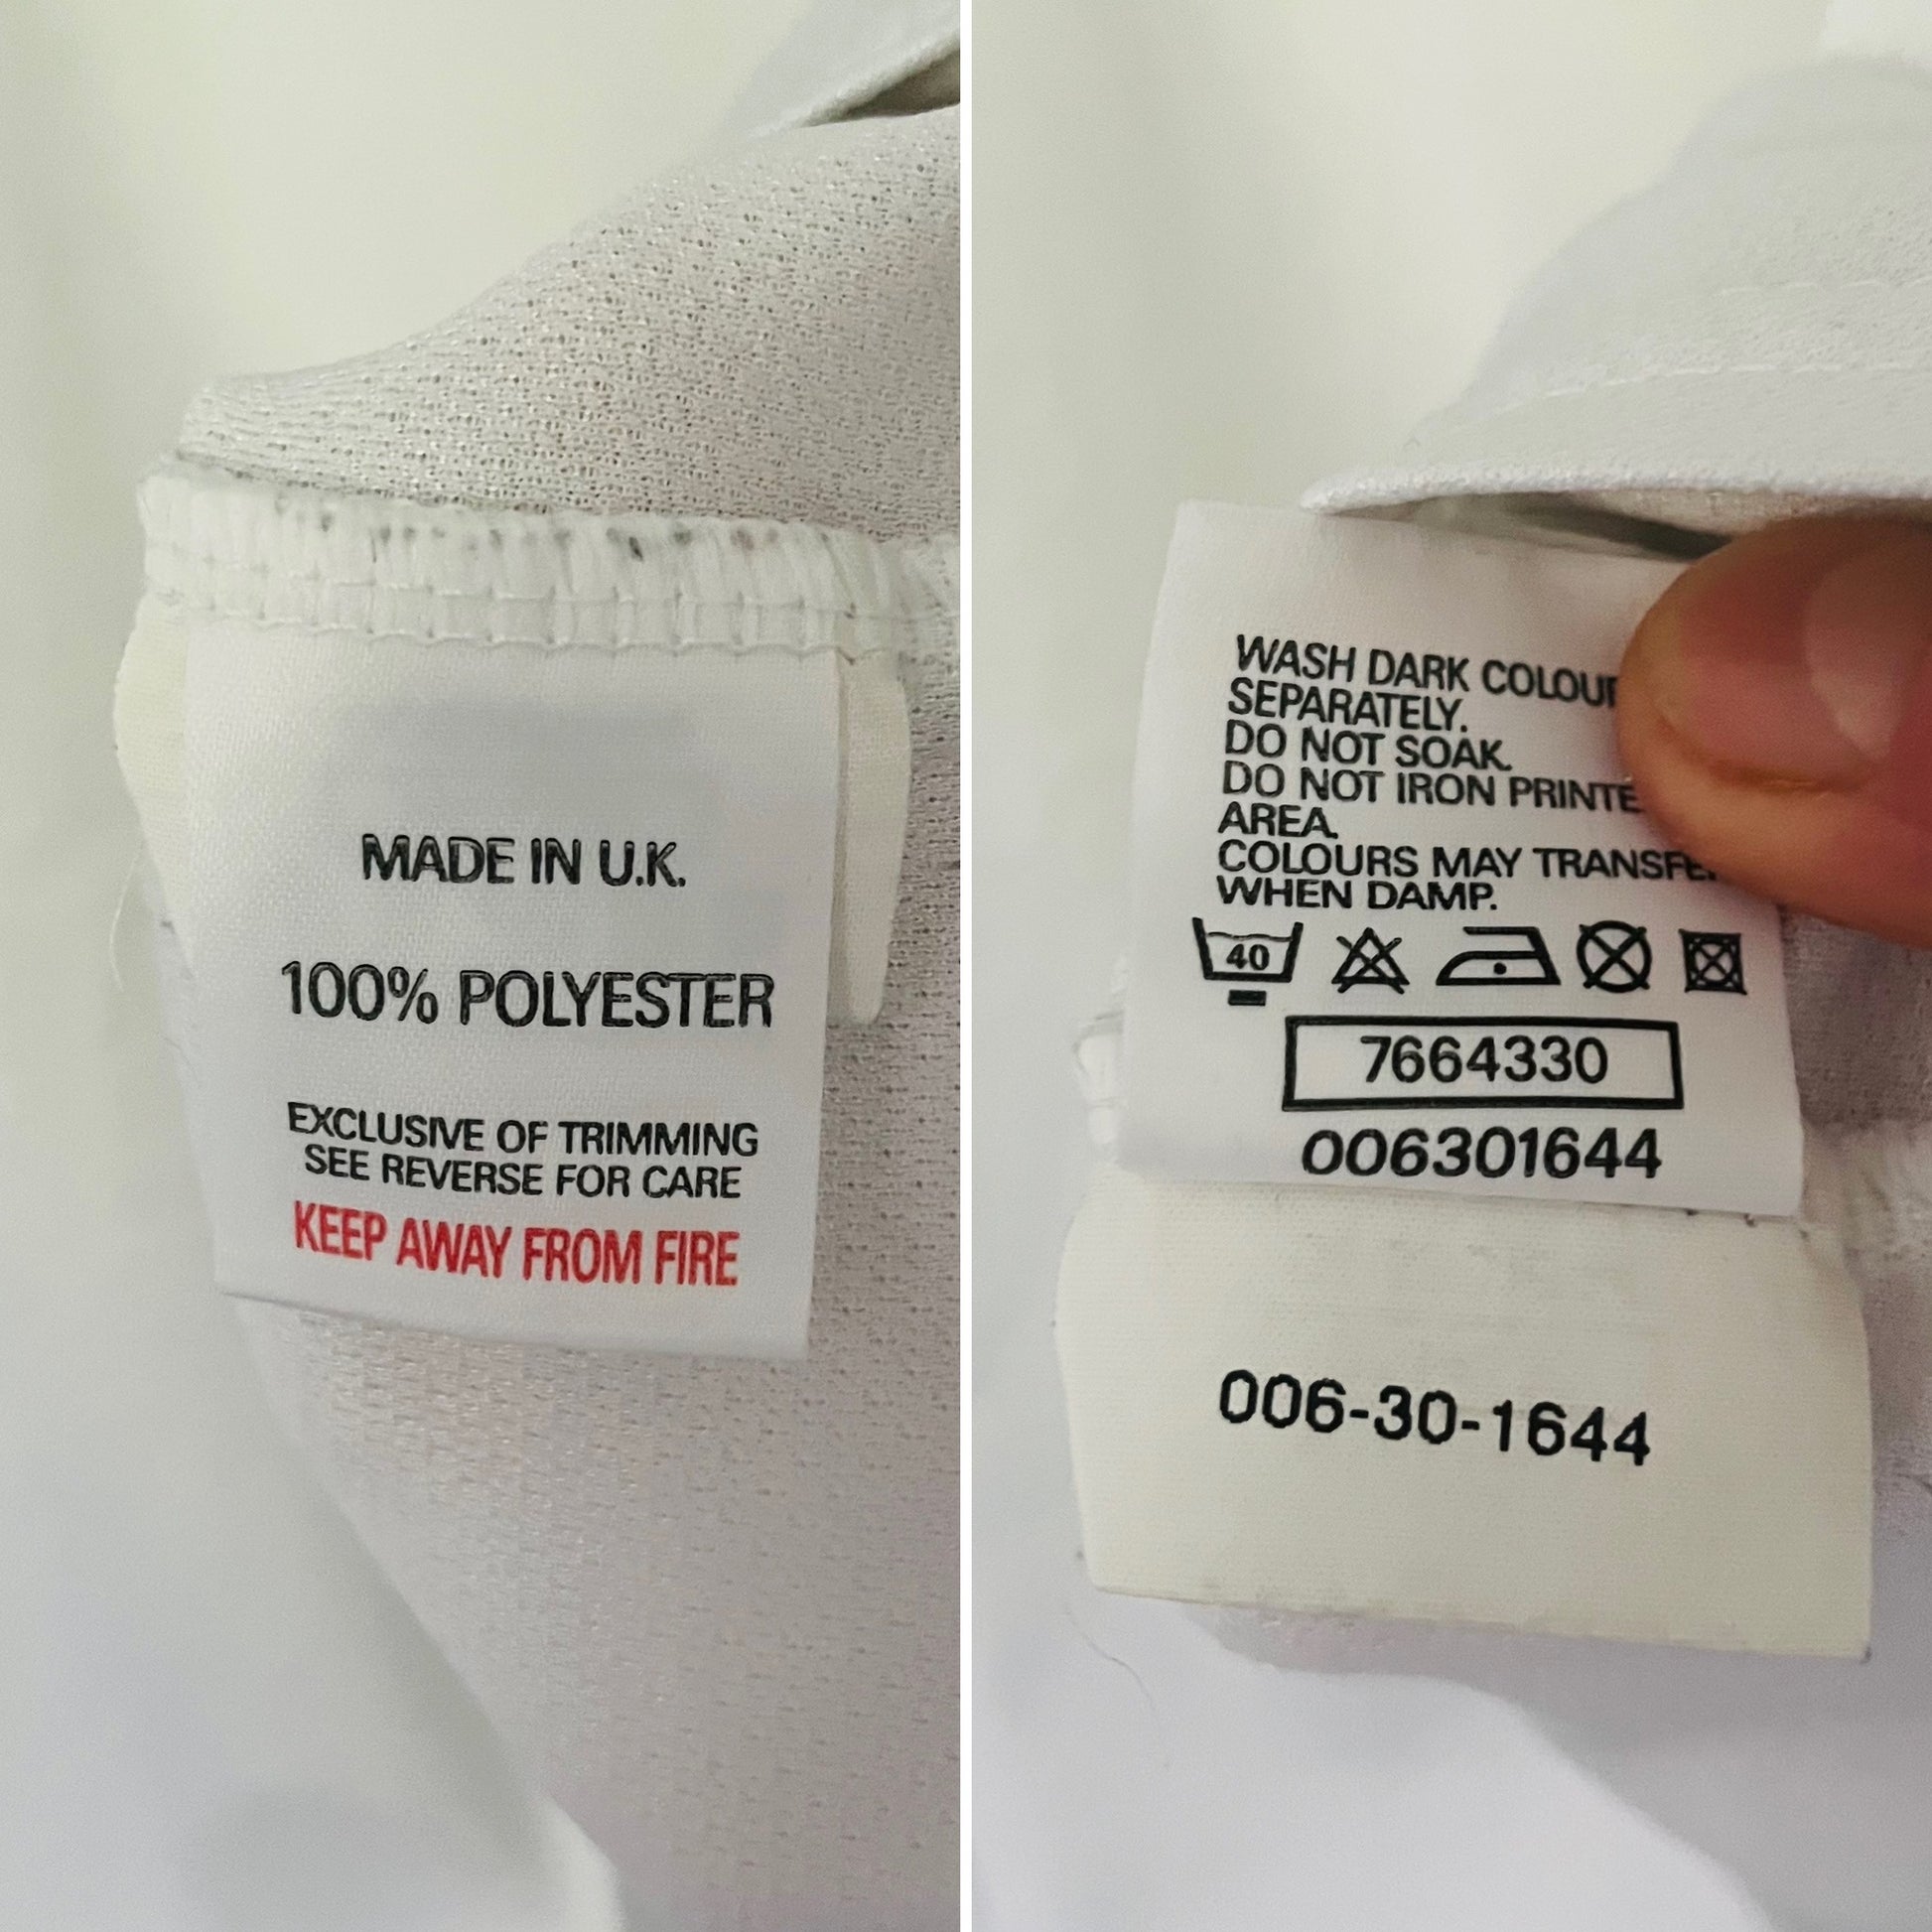 MADE IN U.K.
100% POLYESTER
EXCLUSIVE OF TRIMMING
SEE REVERSE FOR CARE
KEEP AWAY FROM FIRE
WASH DARK
SEPARATELY.
DO NOT SOAK.
DO NOT IRON
AREA.
COLOURS MAY
WHEN DAMP.
40
7664330
006301644
006-30-1644